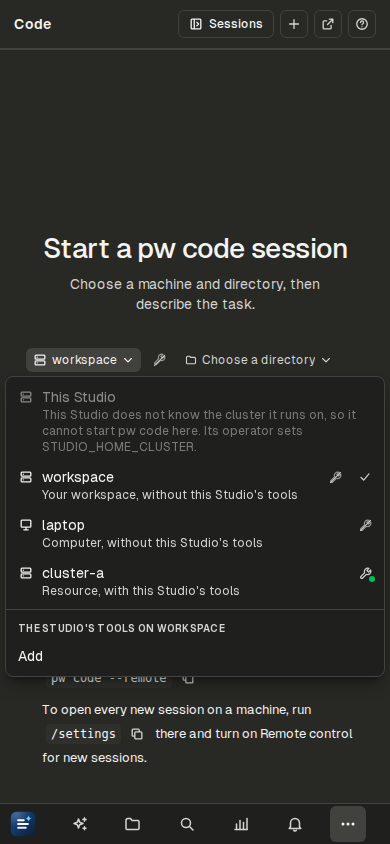 Code
Sessions
Start a pw code session
Choose a machine and directory, then
describe the task.
workspace
Choose a directory
This Studio
This Studio does not know the cluster it runs on, so it
cannot start pw code here. Its operator sets
STUDIO_HOME_CLUSTER.
workspace
Your workspace, without this Studio's tools
laptop
Computer, without this Studio's tools
cluster-a
Resource, with this Studio's tools
THE STUDIO'S TOOLS ON WORKSPACE
Add
pw code --remote
To open every new session on a machine, run
/settings there and turn on Remote control
for new sessions.